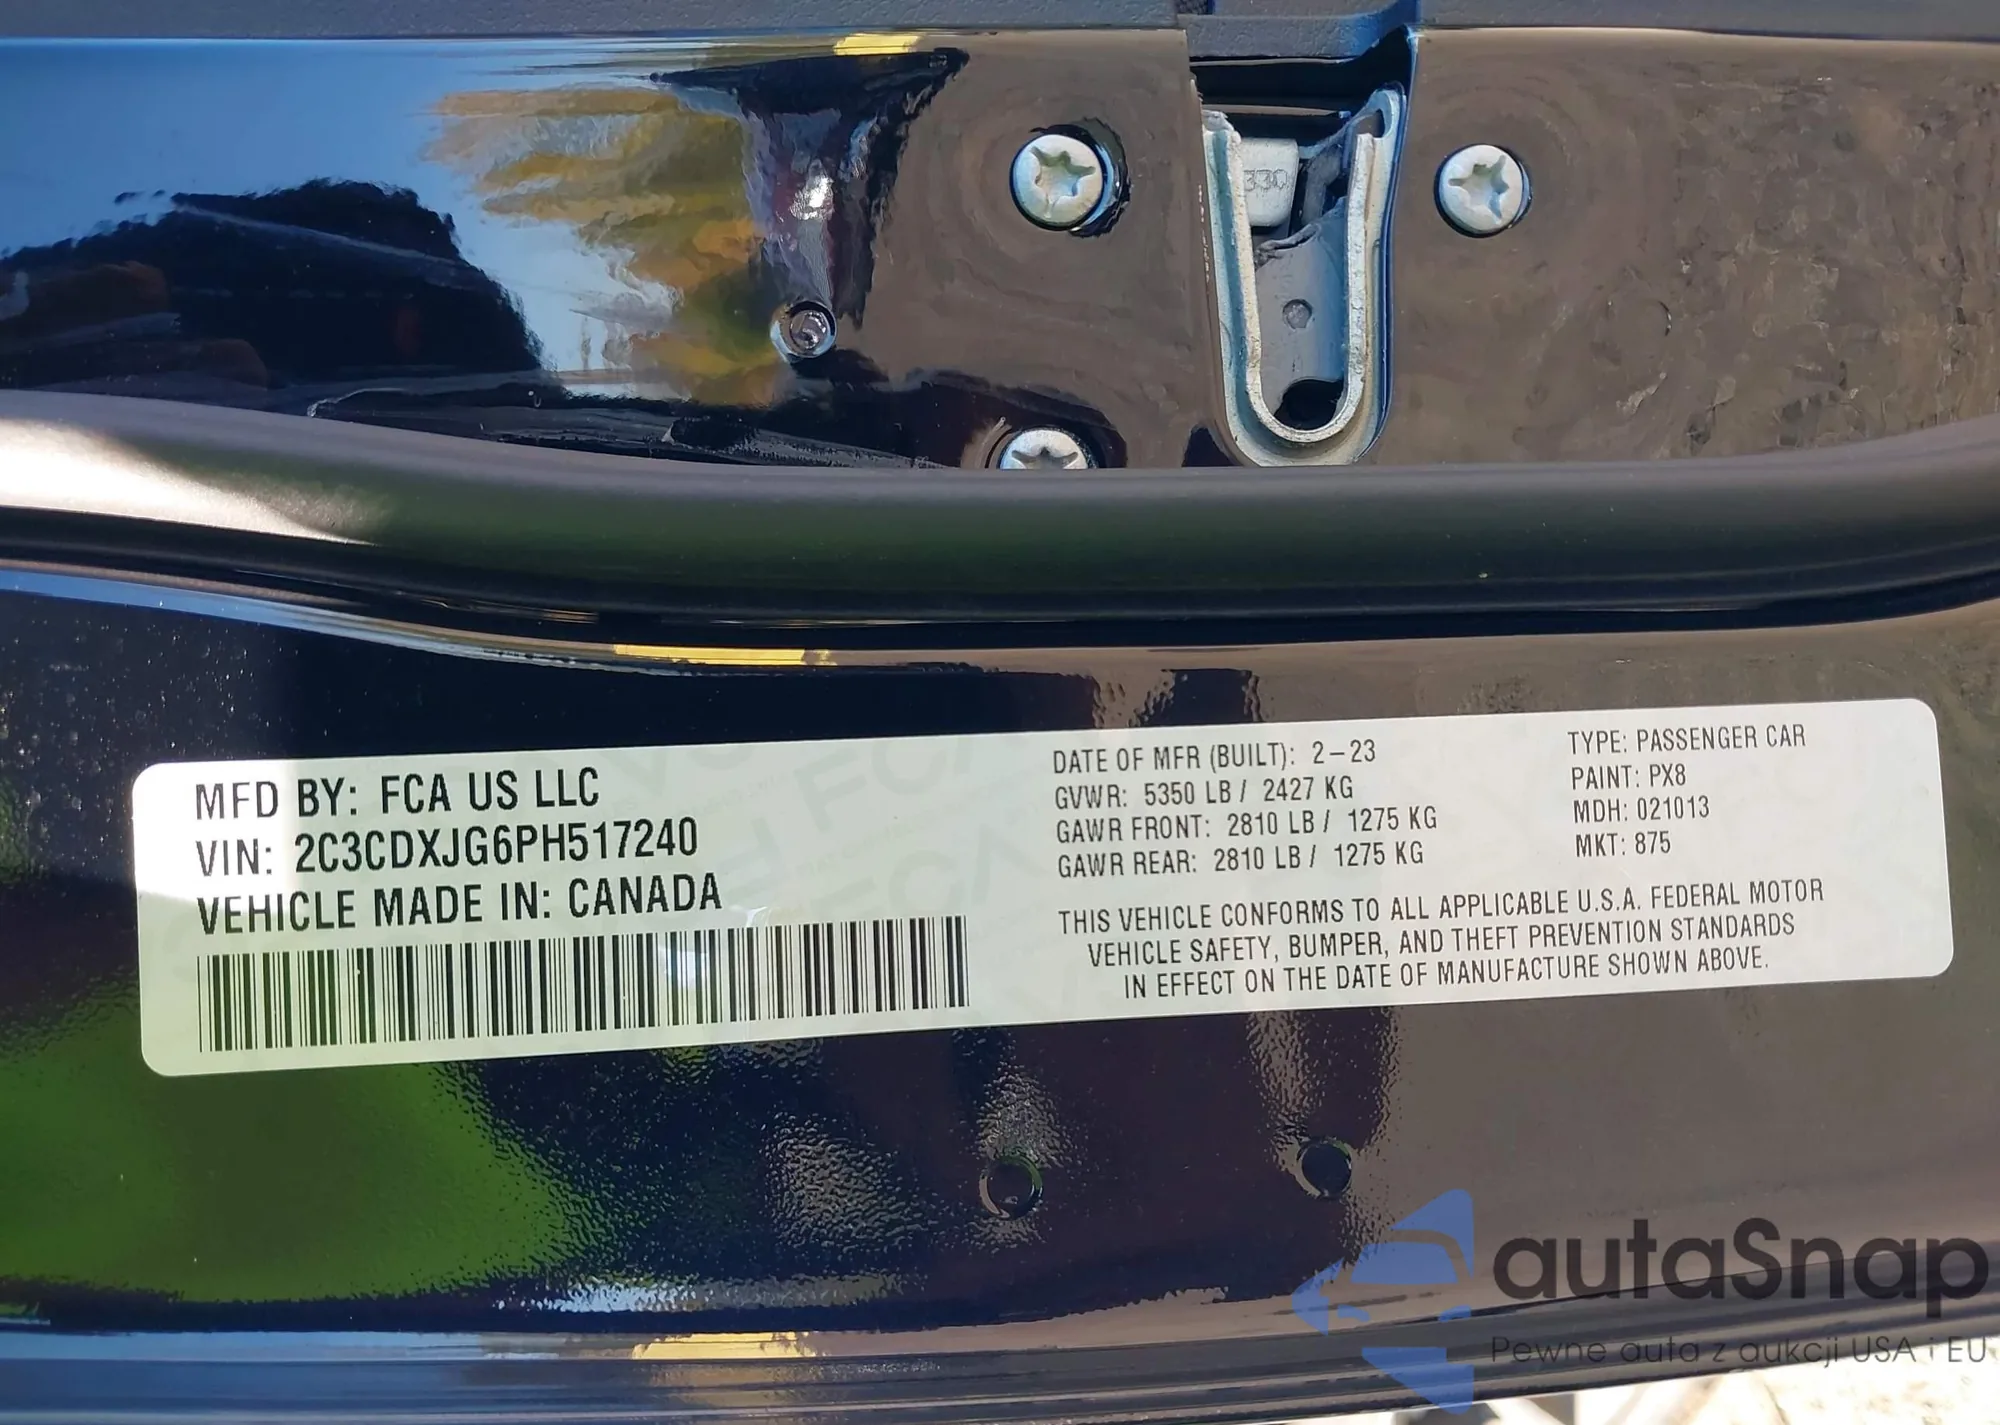 330
MFD BY: FCA US LLC
VIN: 2C3CDXJG6PH517240
VEHICLE MADE IN: CANADA
DATE OF MFR (BUILT): 2-23
GVWR: 5350 LB / 2427 KG
GAWR FRONT: 2810 LB / 1275 KG
GAWR REAR: 2810 LB / 1275 KG
TYPE: PASSENGER CAR
PAINT: PX8
MDH: 021013
MKT: 875
THIS VEHICLE CONFORMS TO ALL APPLICABLE U.S.A. FEDERAL MOTOR
VEHICLE SAFETY, BUMPER, AND THEFT PREVENTION STANDARDS
IN EFFECT ON THE DATE OF MANUFACTURE SHOWN ABOVE.
autaSnap
Pewne auta z aukcji USA i EU